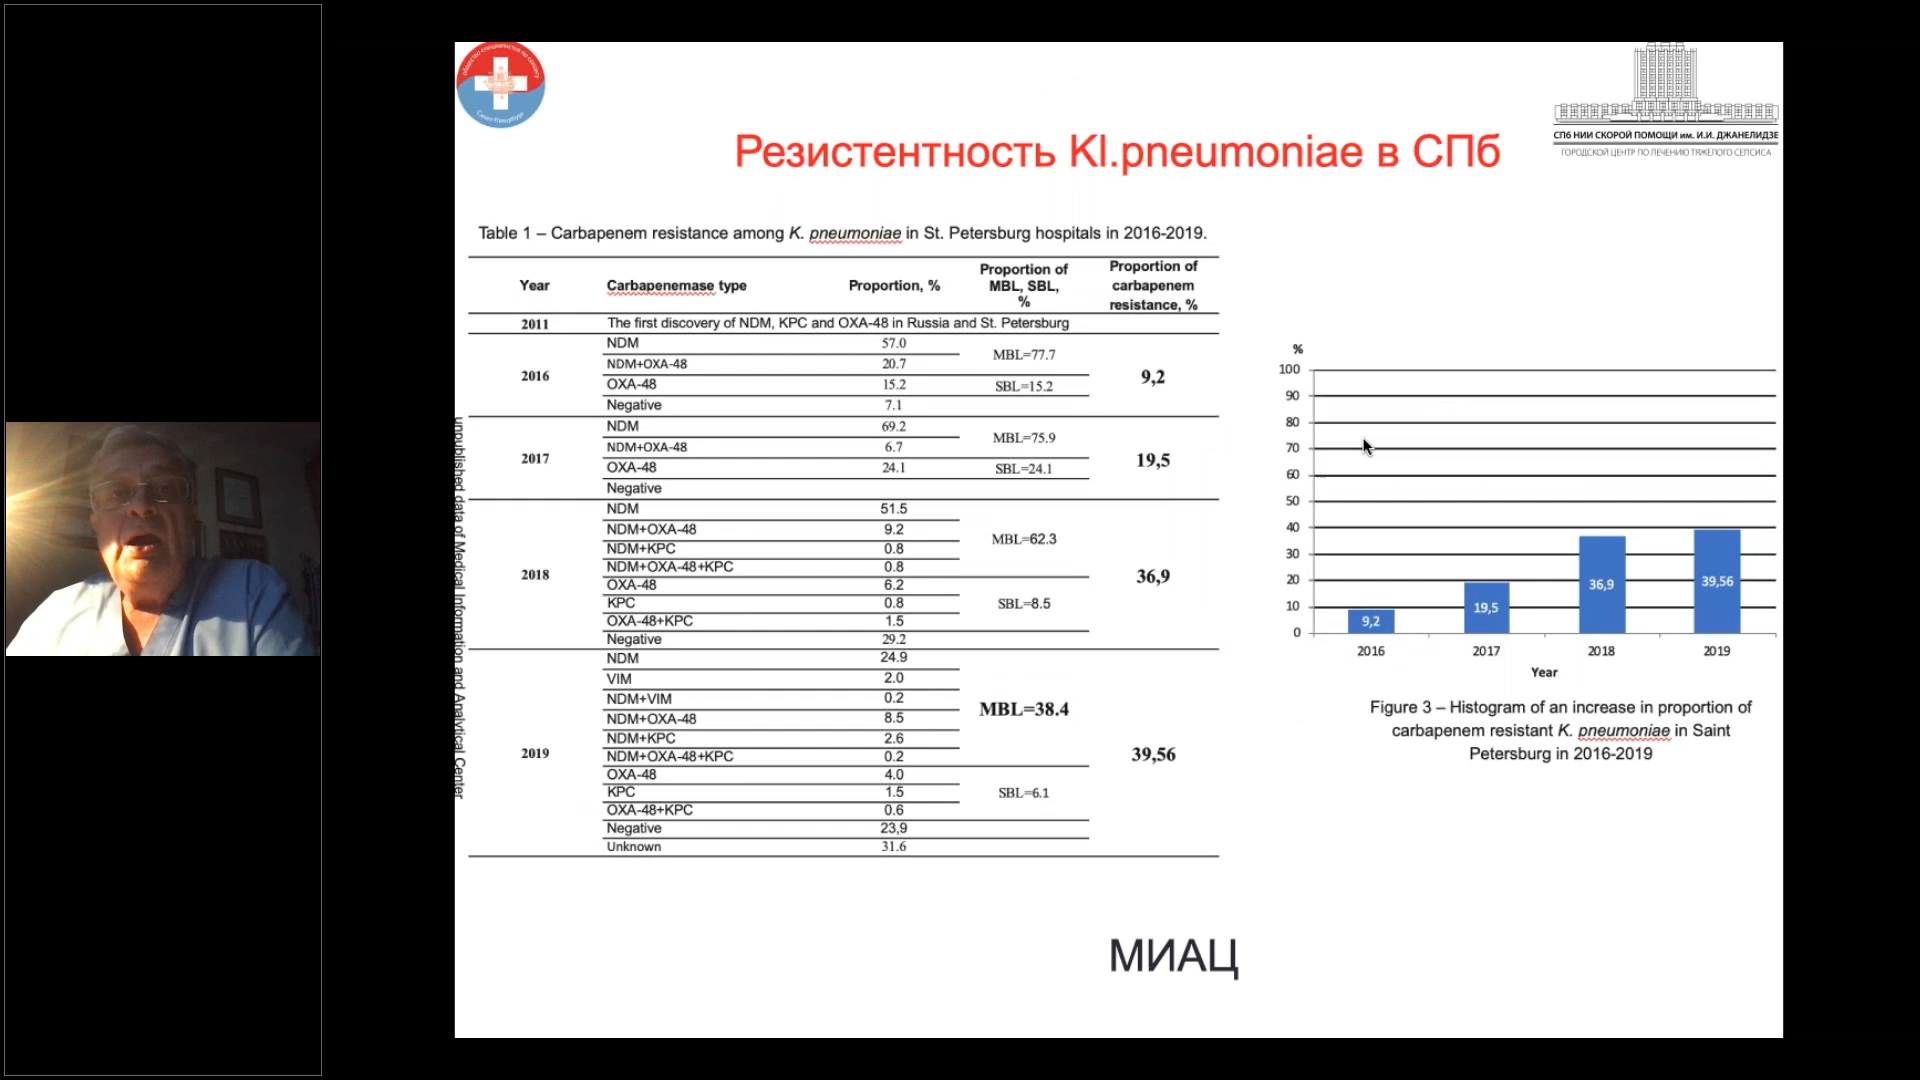 общество специалистов по сепсису
Санкт-Петербург
СПб НИИ СКОРОЙ ПОМОЩИ им. И.И. ДЖАНЕЛИДЗЕ
ГОРОДСКОЙ ЦЕНТР ПО ЛЕЧЕНИЮ ТЯЖЕЛОГО СЕПСИСА
Резистентность Kl.pneumoniae в СПб
Table 1 – Carbapenem resistance among K. pneumoniae in St. Petersburg hospitals in 2016-2019.
Year Carbapenemase type Proportion, % Proportion of MBL, SBL, % Proportion of carbapenem resistance, %
2011 The first discovery of NDM, KPC and OXA-48 in Russia and St. Petersburg
2016 NDM 57.0 MBL=77.7 9,2
NDM+OXA-48 20.7
OXA-48 15.2 SBL=15.2
Negative 7.1
2017 NDM 69.2 MBL=75.9 19,5
NDM+OXA-48 6.7
OXA-48 24.1 SBL=24.1
Negative
2018 NDM 51.5 MBL=62.3 36,9
NDM+OXA-48 9.2
NDM+KPC 0.8
NDM+OXA-48+KPC 0.8
OXA-48 6.2 SBL=8.5
KPC 0.8
OXA-48+KPC 1.5
Negative 29.2
2019 NDM 24.9 MBL=38.4 39,56
VIM 2.0
NDM+VIM 0.2
NDM+OXA-48 8.5
NDM+KPC 2.6
NDM+OXA-48+KPC 0.2
OXA-48 4.0 SBL=6.1
KPC 1.5
OXA-48+KPC 0.6
Negative 23,9
Unknown 31.6
unpublished data of Medical Information and Analytical Center
%
100
90
80
70
60
50
40
30
20
10
0
9,2 19,5 36,9 39,56
2016 2017 2018 2019
Year
Figure 3 – Histogram of an increase in proportion of
carbapenem resistant K. pneumoniae in Saint
Petersburg in 2016-2019
МИАЦ